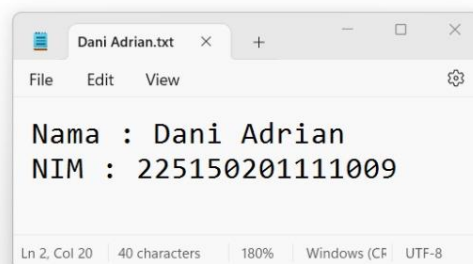 Dani Adrian.txt
File Edit View
Nama : Dani Adrian
NIM : 225150201111009
Ln 2, Col 20 40 characters 180% Windows (CF UTF-8